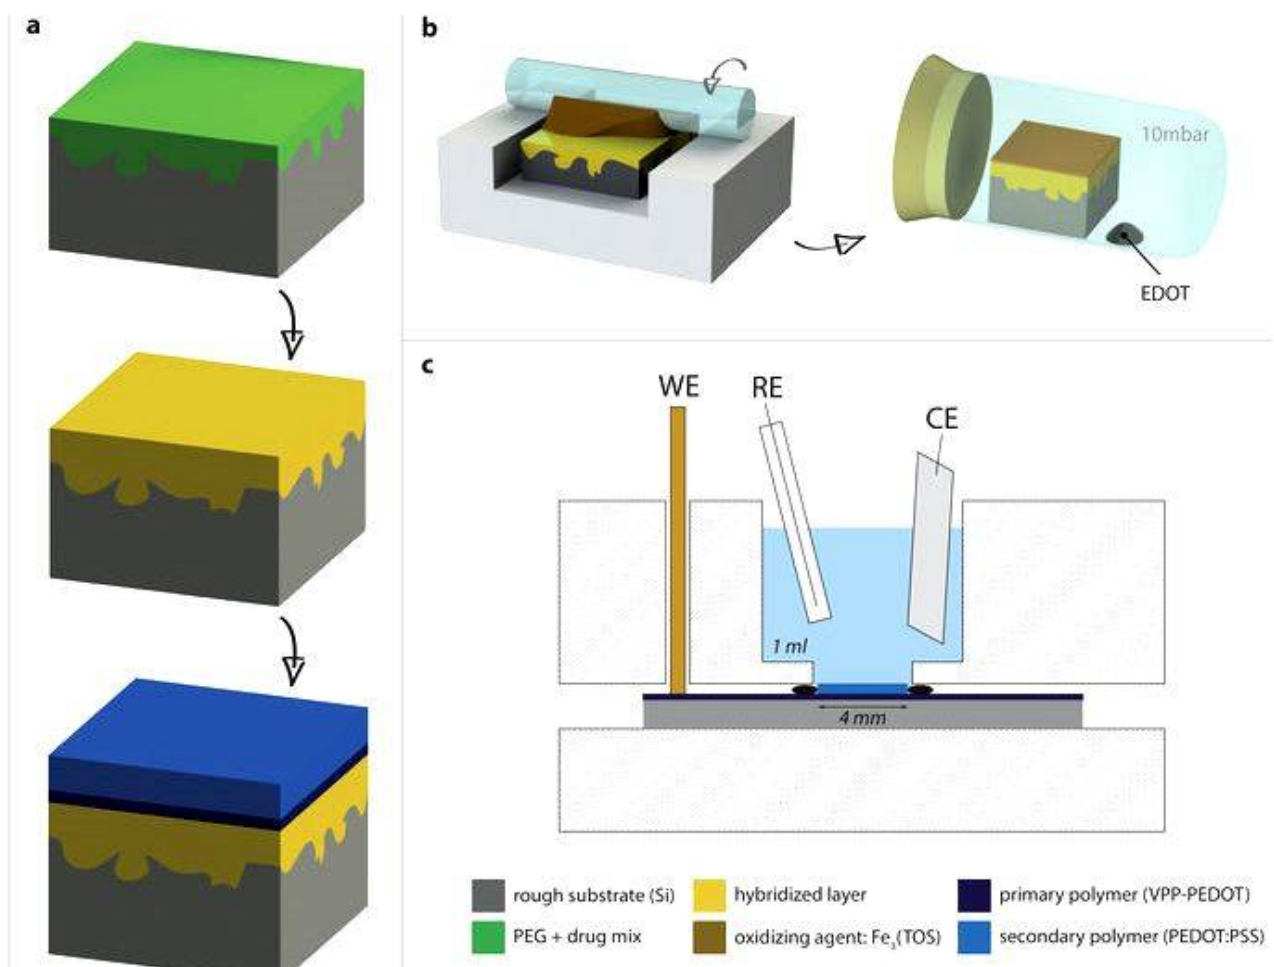 a
b
10mbar
EDOT
c
WE
RE
CE
1 ml
4 mm
rough substrate (Si)
hybridized layer
primary polymer (VPP-PEDOT)
PEG + drug mix
oxidizing agent: Fe₃(TOS)
secondary polymer (PEDOT:PSS)